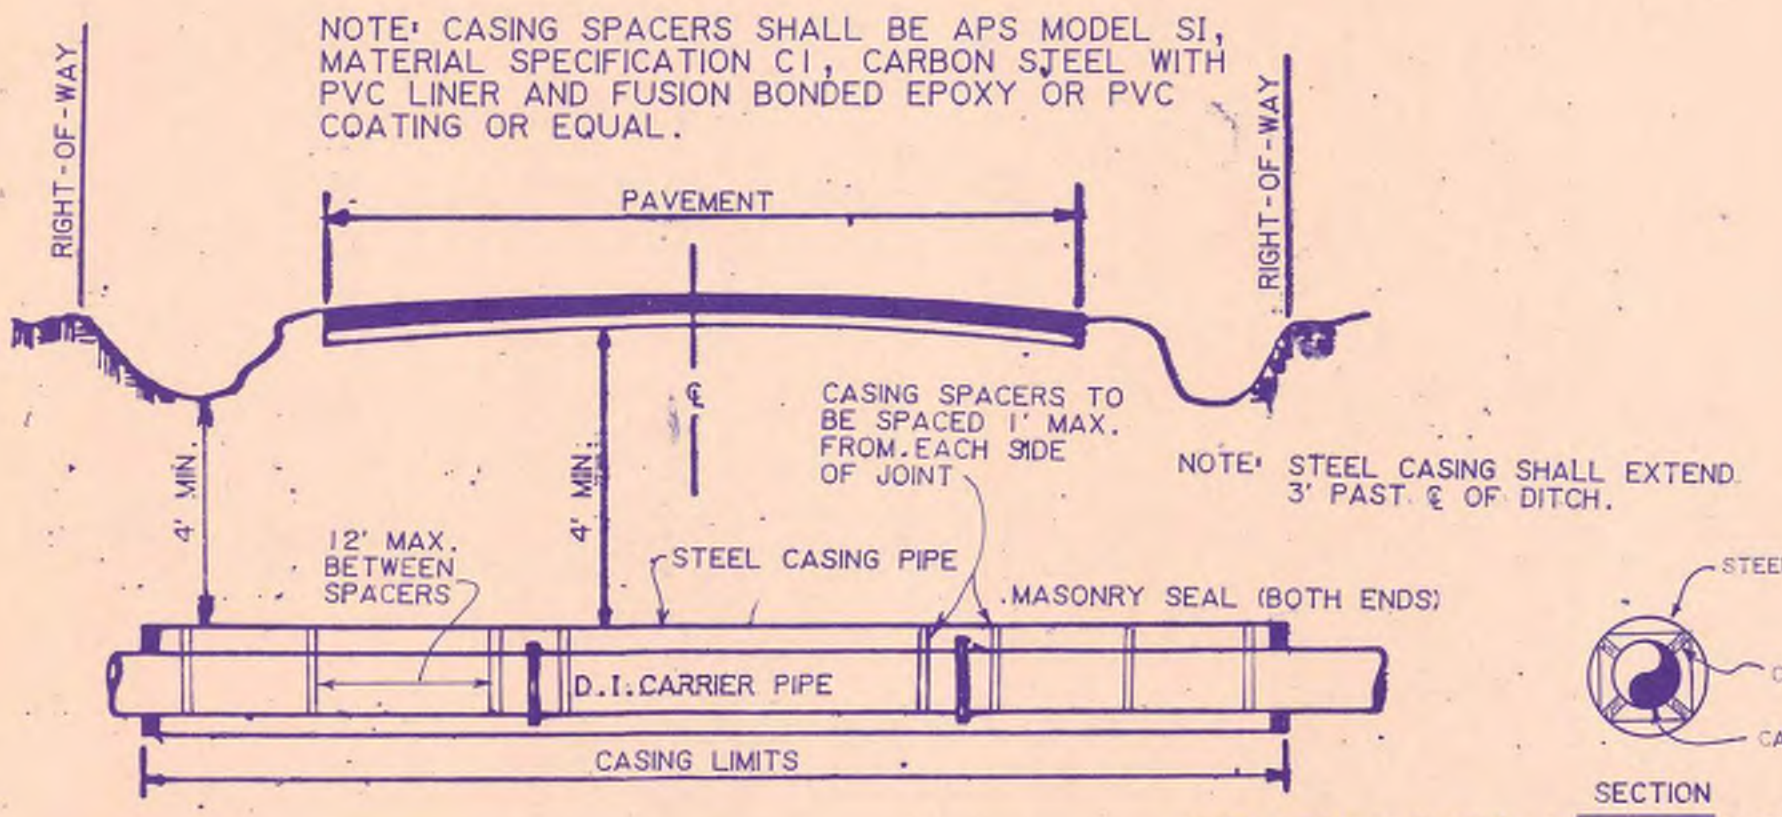 NOTE: CASING SPACERS SHALL BE APS MODEL SI,
MATERIAL SPECIFICATION C1, CARBON STEEL WITH
PVC LINER AND FUSION BONDED EPOXY OR PVC
COATING OR EQUAL.
RIGHT-OF-WAY
RIGHT-OF-WAY
PAVEMENT
℄
CASING SPACERS TO
BE SPACED 1' MAX.
FROM EACH SIDE
OF JOINT
4' MIN.
4' MIN.
NOTE: STEEL CASING SHALL EXTEND
3' PAST ℄ OF DITCH.
12' MAX.
BETWEEN
SPACERS
STEEL CASING PIPE
MASONRY SEAL (BOTH ENDS)
STEEL
D.I. CARRIER PIPE
CASING LIMITS
SECTION